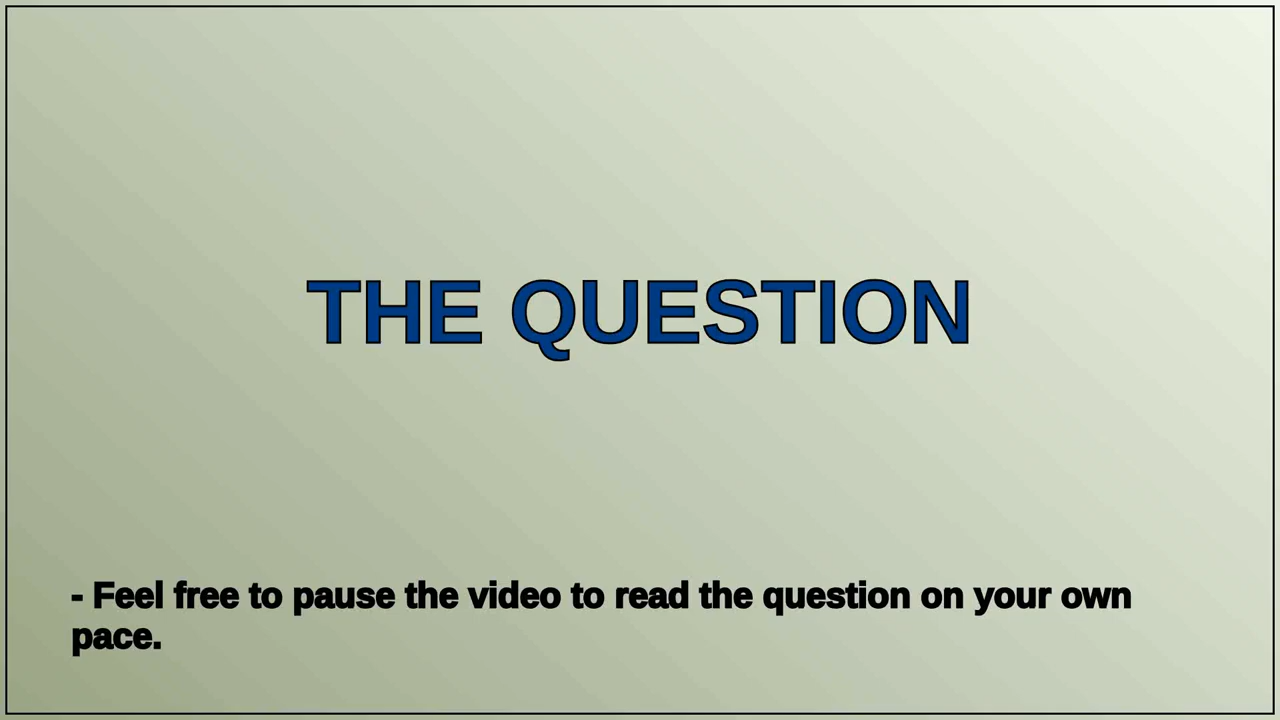 THE QUESTION
- Feel free to pause the video to read the question on your own
pace.